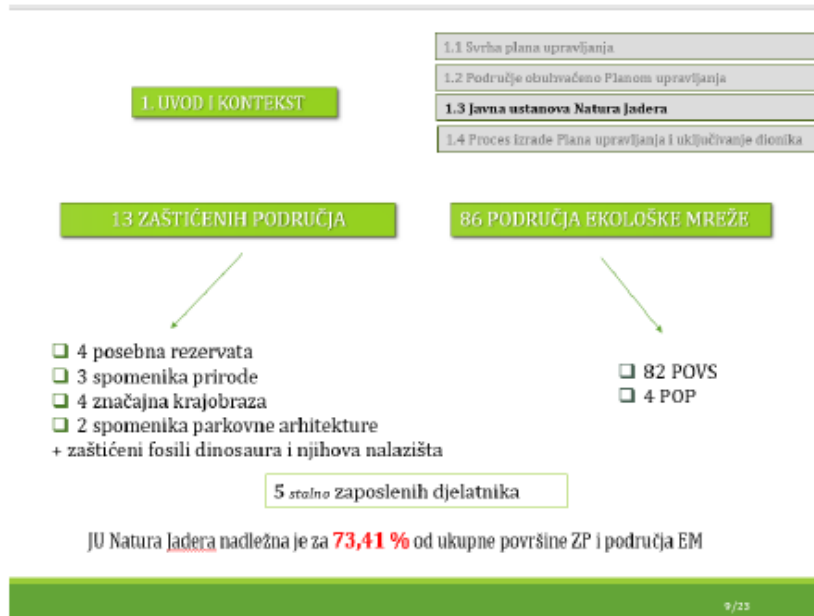 1.1 Svrha plana upravljanja
1.2 Područje obuhvaćeno Planom upravljanja
1. UVOD I KONTEKST
1.3 Javna ustanova Natura Jadera
1.4 Proces izrade Plana upravljanja i uključivanje dionika
13 ZAŠTIĆENIH PODRUČJA
86 PODRUČJA EKOLOŠKE MREŽE
4 posebna rezervata
3 spomenika prirode
4 značajna krajobraza
2 spomenika parkovne arhitekture
+ zaštićeni fosili dinosaura i njihova nalazišta
82 POVS
4 POP
5 stalno zaposlenih djelatnika
JU Natura Jadera nadležna je za 73,41 % od ukupne površine ZP i područja EM
9/23